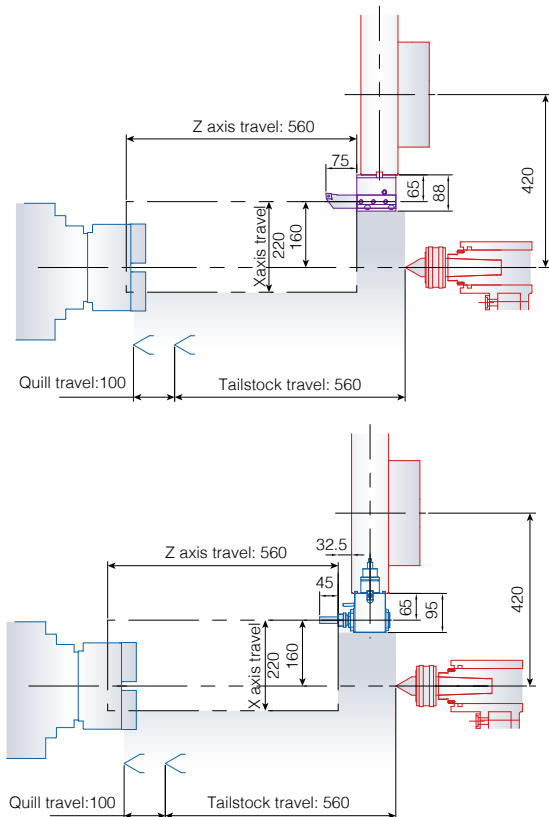 Z axis travel: 560
75
65
88
420
Xaxis travel
220
160
Quill travel:100
Tailstock travel: 560
32.5
Z axis travel: 560
45
65
95
420
X axis travel
220
160
Quill travel:100
Tailstock travel: 560